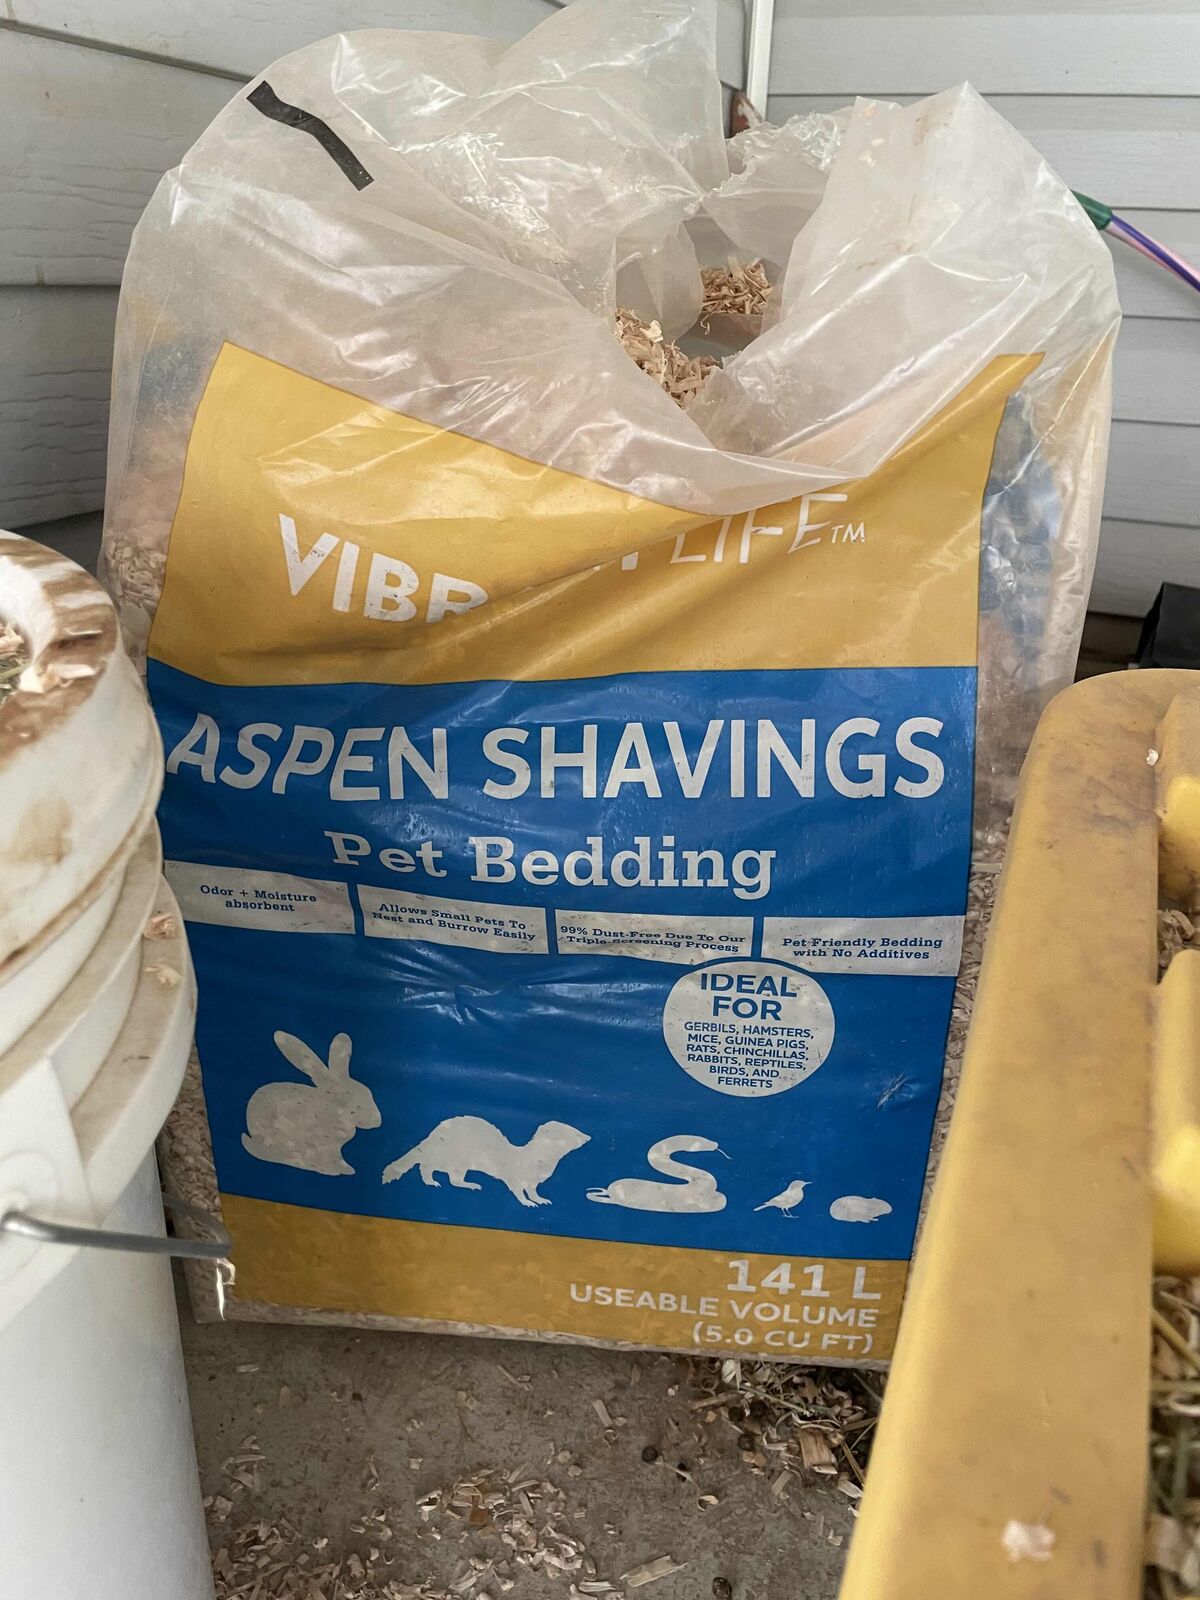 LIFE™
ASPEN SHAVINGS
Pet Bedding
Odor + Moisture
absorbent
Allows Small Pets To
Nest and Burrow Easily
99% Dust-Free Due To Our
Triple-Screening Process
Pet Friendly Bedding
with No Additives
IDEAL
FOR
GERBILS, HAMSTERS,
MICE, GUINEA PIGS,
RATS, CHINCHILLAS,
RABBITS, REPTILES,
BIRDS, AND
FERRETS
141 L
USEABLE VOLUME
(5.0 CU FT)